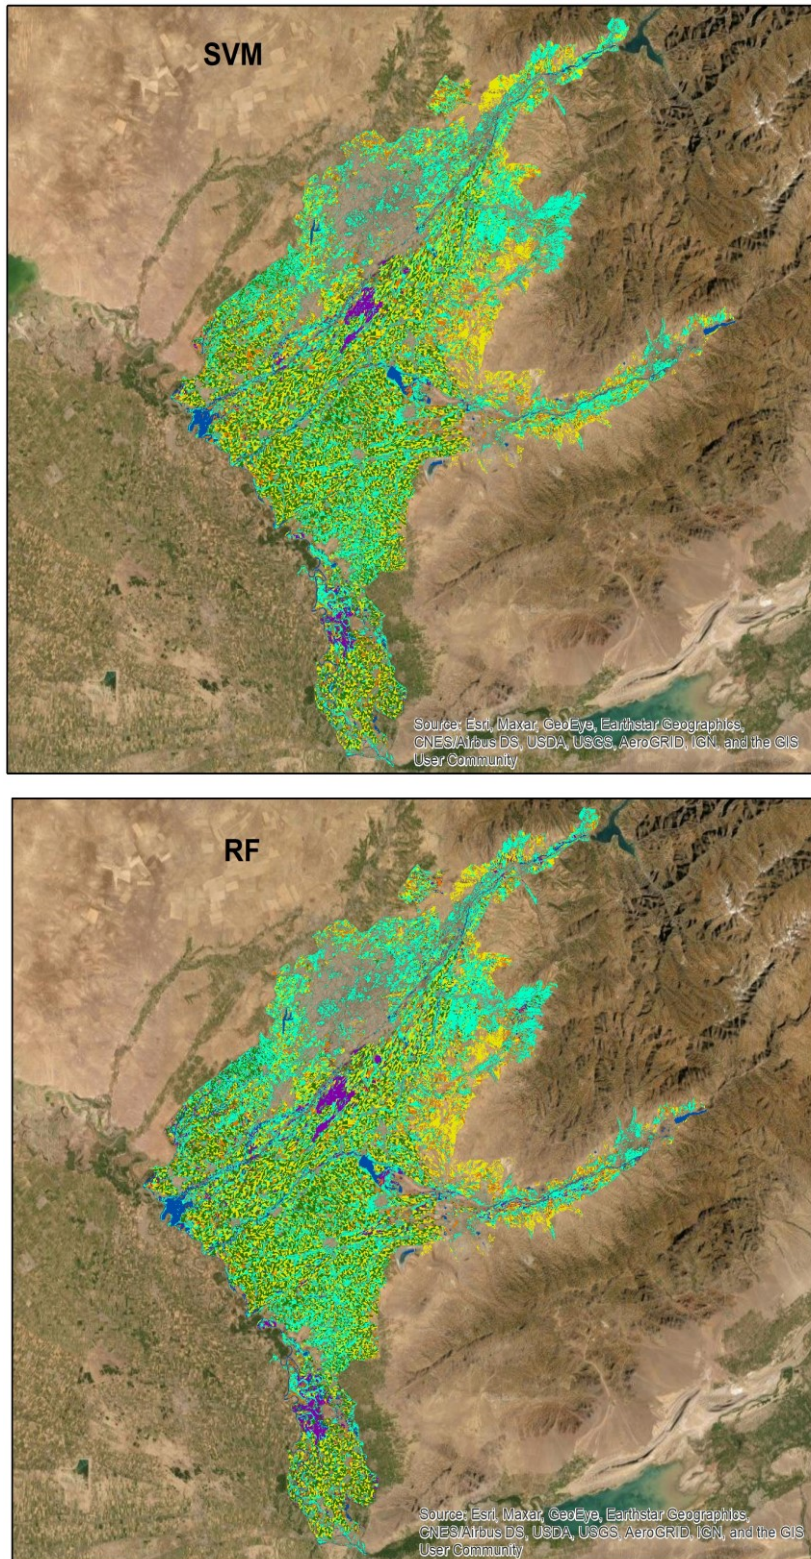 SVM
Source: Esri, Maxar, GeoEye, Earthstar Geographics,
CNES/Airbus DS, USDA, USGS, AeroGRID, IGN, and the GIS
User Community
RF
Source: Esri, Maxar, GeoEye, Earthstar Geographics,
CNES/Airbus DS, USDA, USGS, AeroGRID, IGN, and the GIS
User Community